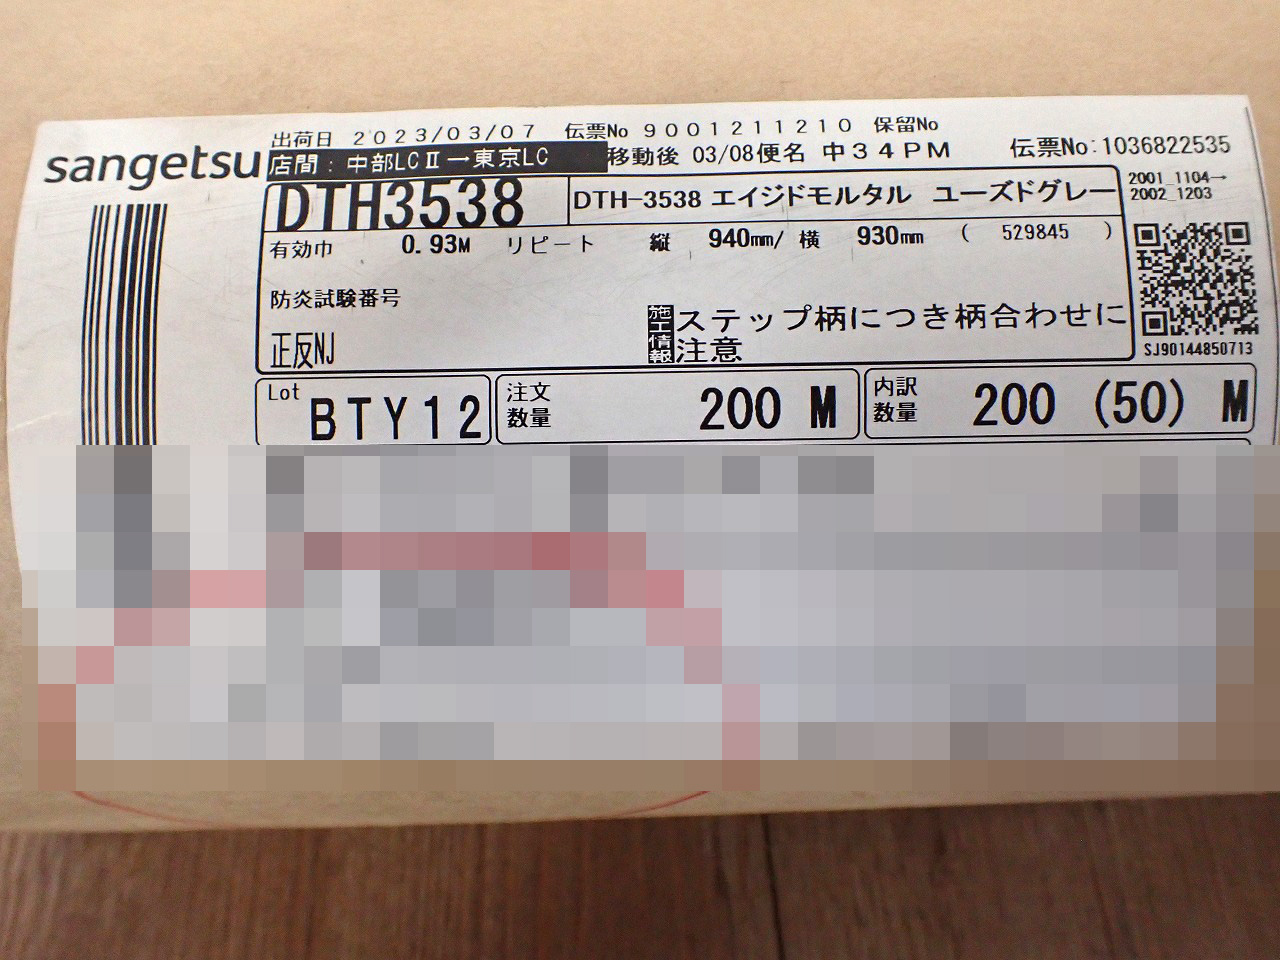 出荷日 2023/03/07 伝票No 9001211210 保留No
sangetsu 店間:中部LCⅡ→東京LC 移動後 03/08便名 中34PM 伝票No:1036822535
DTH3538 DTH-3538 エイジドモルタル ユーズドグレー
2001_1104→
2002_1203
有効巾 0.93M リピート 縦 940mm/ 横 930mm ( 529845 )
防炎試験番号
正反NJ
施工情報 ステップ柄につき柄合わせに
注意
SJ90144850713
Lot BTY12 注文数量 200 M 内訳数量 200 (50) M